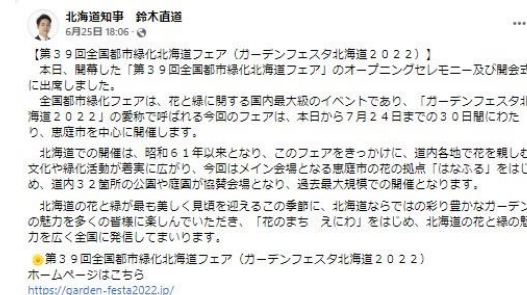 北海道知事　鈴木直道
6月25日 18:06・
【第３９回全国都市緑化北海道フェア（ガーデンフェスタ北海道２０２２）】
　本日、開幕した「第３９回全国都市緑化北海道フェア」のオープニングセレモニー及び開会式
に出席しました。
　全国都市緑化フェアは、花と緑に関する国内最大級のイベントであり、「ガーデンフェスタ北
海道２０２２」の愛称で呼ばれる今回のフェアは、本日から７月２４日までの３０日間にわた
り、恵庭市を中心に開催します。
　北海道での開催は、昭和６１年以来となり、このフェアをきっかけに、道内各地で花を親しむ
文化や緑化活動が着実に広がり、今回はメイン会場となる恵庭市の花の拠点「はなふる」をはじ
め、道内３２箇所の公園や庭園が協賛会場となり、過去最大規模での開催となります。
　北海道の花と緑が最も美しく見頃を迎えるこの季節に、北海道ならではの彩り豊かなガーデン
の魅力を多くの皆様に楽しんでいただき、「花のまち　えにわ」をはじめ、北海道の花と緑の魅
力を広く全国に発信してまいります。
第３９回全国都市緑化北海道フェア（ガーデンフェスタ北海道２０２２）
ホームページはこちら
https://garden-festa2022.jp/